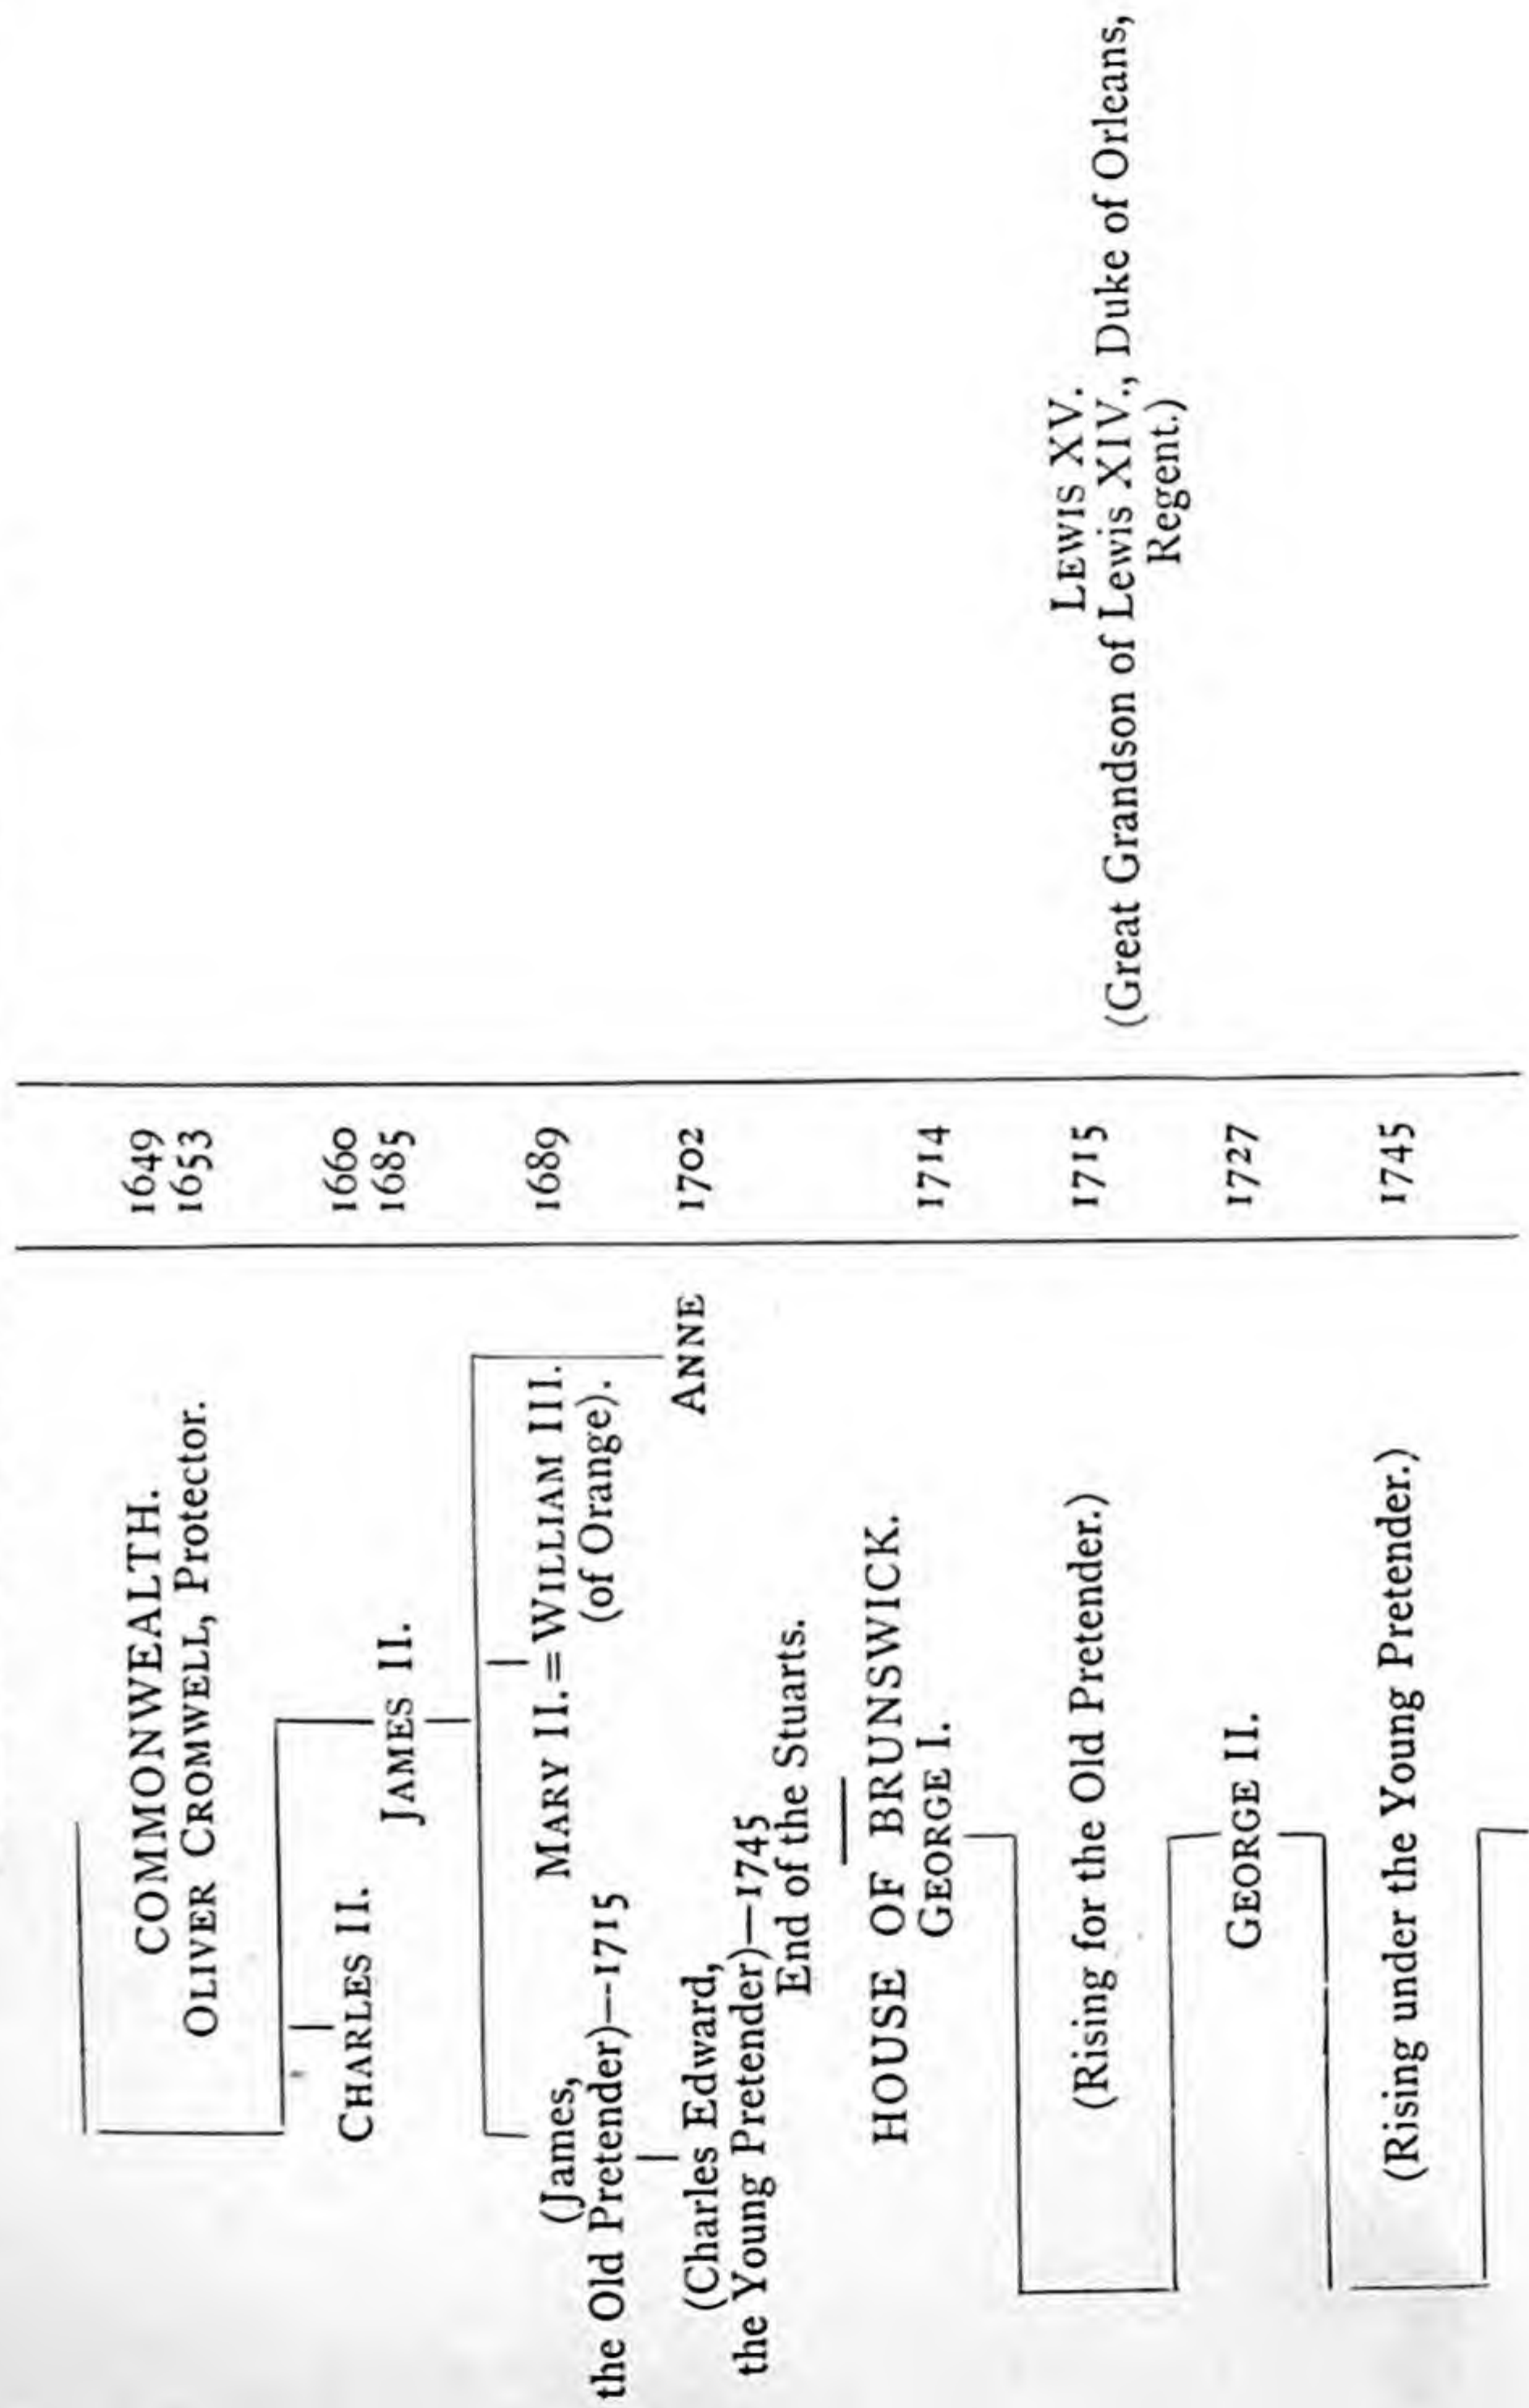 COMMONWEALTH.
OLIVER CROMWELL, Protector.
CHARLES II.
JAMES II.
(James,
the Old Pretender)—1715
MARY II.=WILLIAM III.
(of Orange).
(Charles Edward,
the Young Pretender)—1745
ANNE
End of the Stuarts.
HOUSE OF BRUNSWICK.
GEORGE I.
(Rising for the Old Pretender.)
GEORGE II.
(Rising under the Young Pretender.)
1649
1653
1660
1685
1689
1702
1714
1715
1727
1745
LEWIS XV.
(Great Grandson of Lewis XIV., Duke of Orleans,
Regent.)